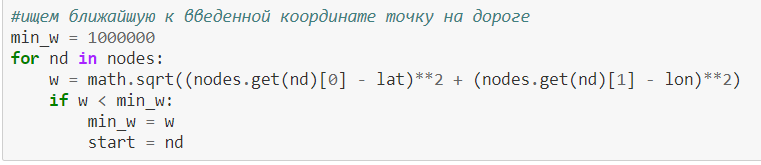 #ищем ближайшую к введенной координате точку на дороге
min_w = 1000000
for nd in nodes:
    w = math.sqrt((nodes.get(nd)[0] - lat)**2 + (nodes.get(nd)[1] - lon)**2)
    if w < min_w:
        min_w = w
        start = nd